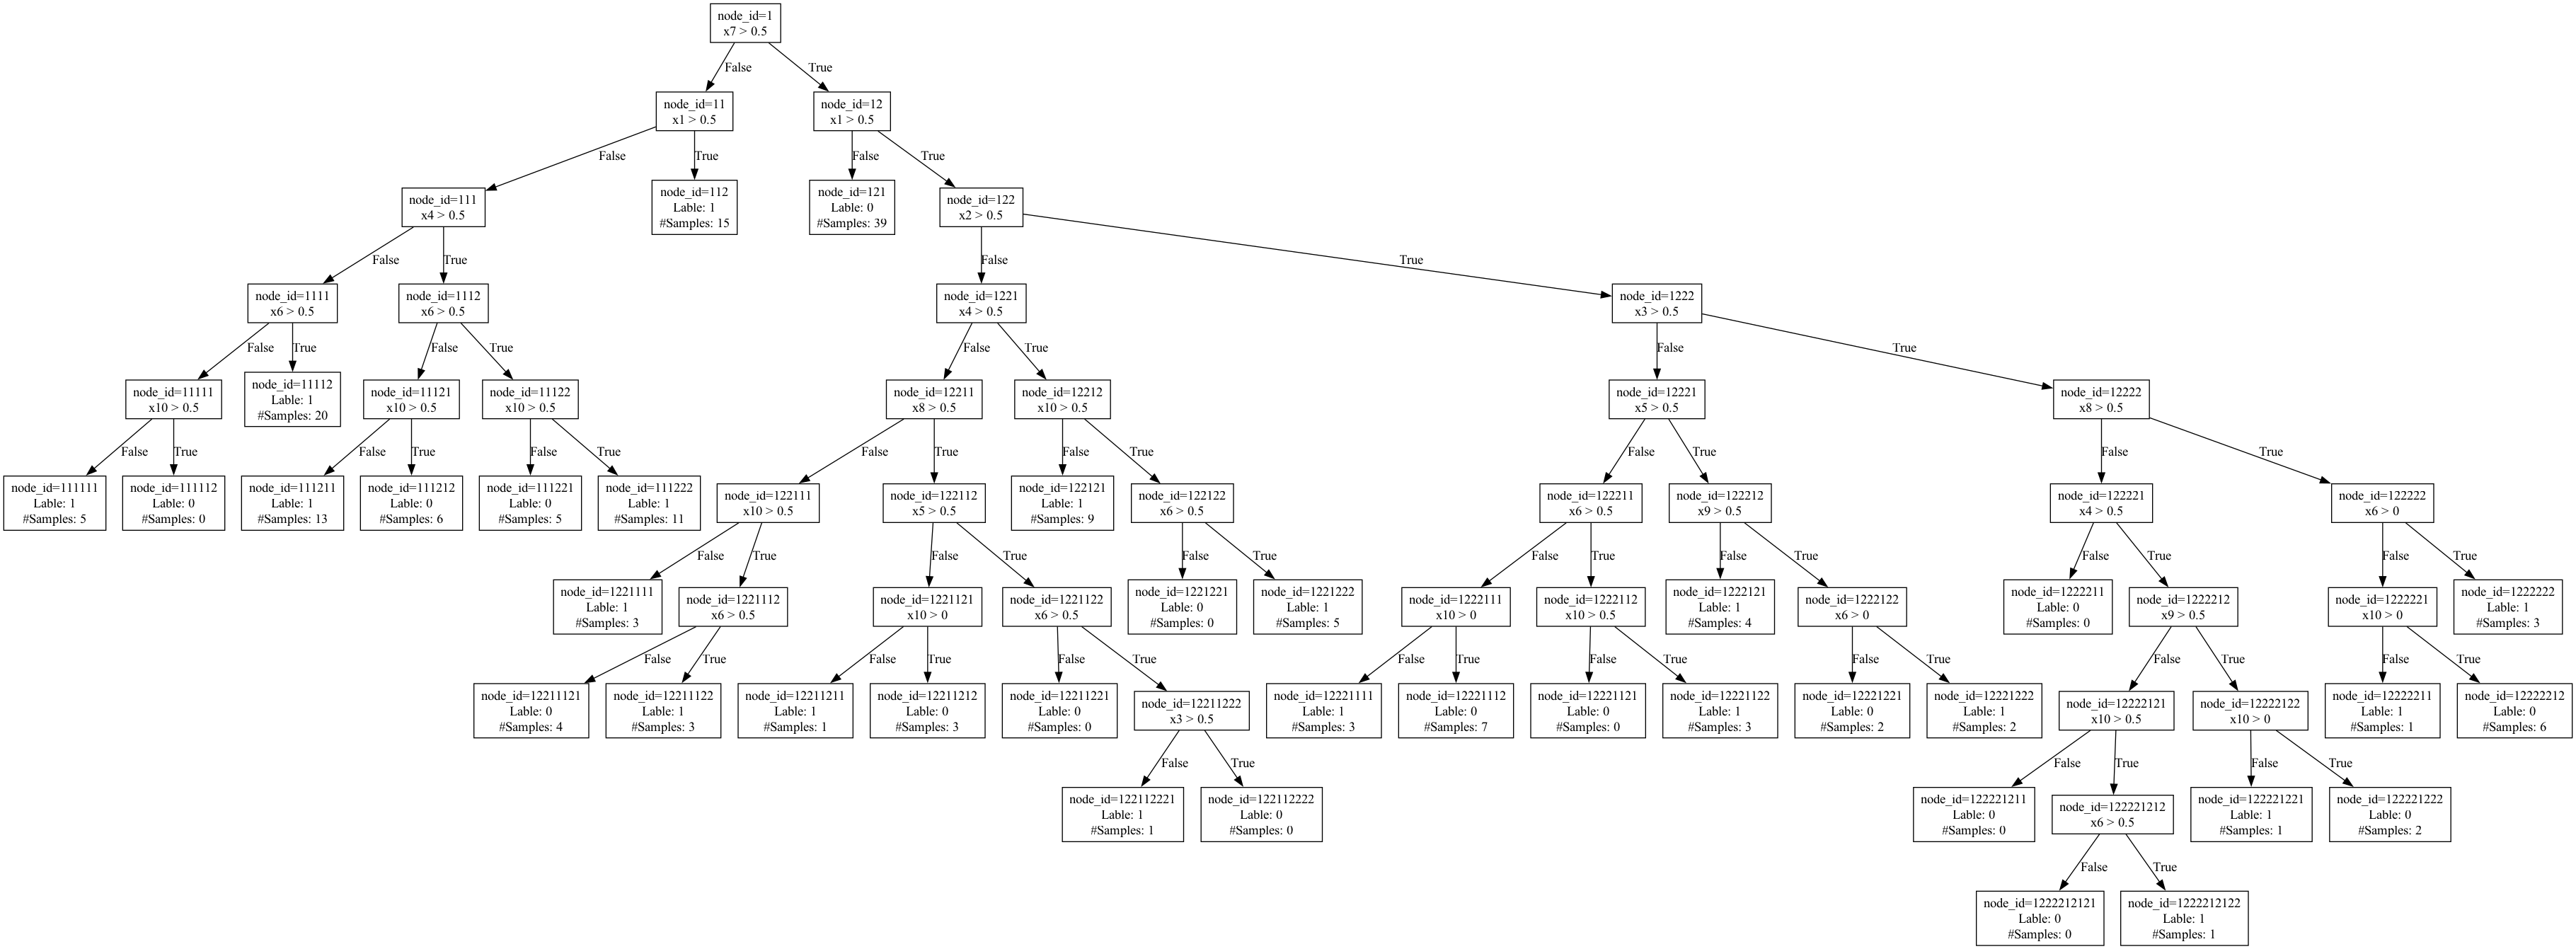 node_id=1
x7 > 0.5
False
True
node_id=11
x1 > 0.5
node_id=12
x1 > 0.5
False
True
False
True
node_id=111
x4 > 0.5
node_id=112
Lable: 1
#Samples: 15
node_id=121
Lable: 0
#Samples: 39
node_id=122
x2 > 0.5
False
True
False
True
node_id=1111
x6 > 0.5
node_id=1112
x6 > 0.5
node_id=1221
x4 > 0.5
node_id=1222
x3 > 0.5
False
True
False
True
False
True
False
True
node_id=11111
x10 > 0.5
node_id=11112
Lable: 1
#Samples: 20
node_id=11121
x10 > 0.5
node_id=11122
x10 > 0.5
node_id=12211
x8 > 0.5
node_id=12212
x10 > 0.5
node_id=12221
x5 > 0.5
node_id=12222
x8 > 0.5
False
True
False
True
False
True
False
True
False
True
False
True
False
True
node_id=111111
Lable: 1
#Samples: 5
node_id=111112
Lable: 0
#Samples: 0
node_id=111211
Lable: 1
#Samples: 13
node_id=111212
Lable: 0
#Samples: 6
node_id=111221
Lable: 0
#Samples: 5
node_id=111222
Lable: 1
#Samples: 11
node_id=122111
x10 > 0.5
node_id=122112
x5 > 0.5
node_id=122121
Lable: 1
#Samples: 9
node_id=122122
x6 > 0.5
node_id=122211
x6 > 0.5
node_id=122212
x9 > 0.5
node_id=122221
x4 > 0.5
node_id=122222
x6 > 0
False
True
False
True
False
True
False
True
False
True
False
True
False
True
node_id=1221111
Lable: 1
#Samples: 3
node_id=1221112
x6 > 0.5
node_id=1221121
x10 > 0
node_id=1221122
x6 > 0.5
node_id=1221221
Lable: 0
#Samples: 0
node_id=1221222
Lable: 1
#Samples: 5
node_id=1222111
x10 > 0
node_id=1222112
x10 > 0.5
node_id=1222121
Lable: 1
#Samples: 4
node_id=1222122
x6 > 0
node_id=1222211
Lable: 0
#Samples: 0
node_id=1222212
x9 > 0.5
node_id=1222221
x10 > 0
node_id=1222222
Lable: 1
#Samples: 3
False
True
False
True
False
True
False
True
False
True
False
True
False
True
False
True
node_id=12211121
Lable: 0
#Samples: 4
node_id=12211122
Lable: 1
#Samples: 3
node_id=12211211
Lable: 1
#Samples: 1
node_id=12211212
Lable: 0
#Samples: 3
node_id=12211221
Lable: 0
#Samples: 0
node_id=12211222
x3 > 0.5
node_id=12221111
Lable: 1
#Samples: 3
node_id=12221112
Lable: 0
#Samples: 7
node_id=12221121
Lable: 0
#Samples: 0
node_id=12221122
Lable: 1
#Samples: 3
node_id=12221221
Lable: 0
#Samples: 2
node_id=12221222
Lable: 1
#Samples: 2
node_id=12222121
x10 > 0.5
node_id=12222122
x10 > 0
node_id=12222211
Lable: 1
#Samples: 1
node_id=12222212
Lable: 0
#Samples: 6
False
True
False
True
False
True
node_id=122112221
Lable: 1
#Samples: 1
node_id=122112222
Lable: 0
#Samples: 0
node_id=122221211
Lable: 0
#Samples: 0
node_id=122221212
x6 > 0.5
node_id=122221221
Lable: 1
#Samples: 1
node_id=122221222
Lable: 0
#Samples: 2
False
True
node_id=1222212121
Lable: 0
#Samples: 0
node_id=1222212122
Lable: 1
#Samples: 1